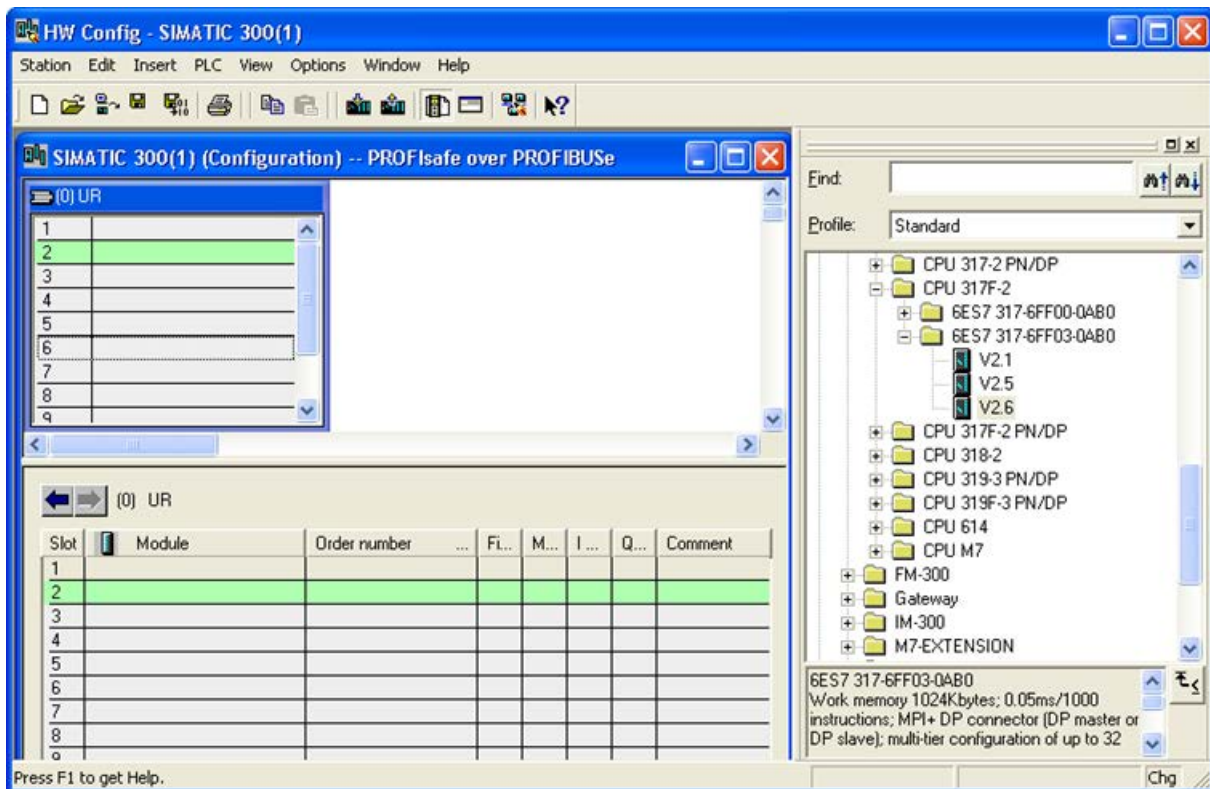 HW Config - SIMATIC 300(1)
Station Edit Insert PLC View Options Window Help
SIMATIC 300(1) (Configuration) -- PROFIsafe over PROFIBUSe
(0) UR
1
2
3
4
5
6
7
8
9
(0) UR
Slot Module Order number ... Fi... M... I ... Q... Comment
1
2
3
4
5
6
7
8
9
Find:
Profile: Standard
CPU 317-2 PN/DP
CPU 317F-2
6ES7 317-6FF00-0AB0
6ES7 317-6FF03-0AB0
V2.1
V2.5
V2.6
CPU 317F-2 PN/DP
CPU 318-2
CPU 319-3 PN/DP
CPU 319F-3 PN/DP
CPU 614
CPU M7
FM-300
Gateway
IM-300
M7-EXTENSION
6ES7 317-6FF03-0AB0
Work memory 1024Kbytes; 0.05ms/1000
instructions; MPI+ DP connector (DP master or
DP slave); multi-tier configuration of up to 32
Press F1 to get Help.
Chg